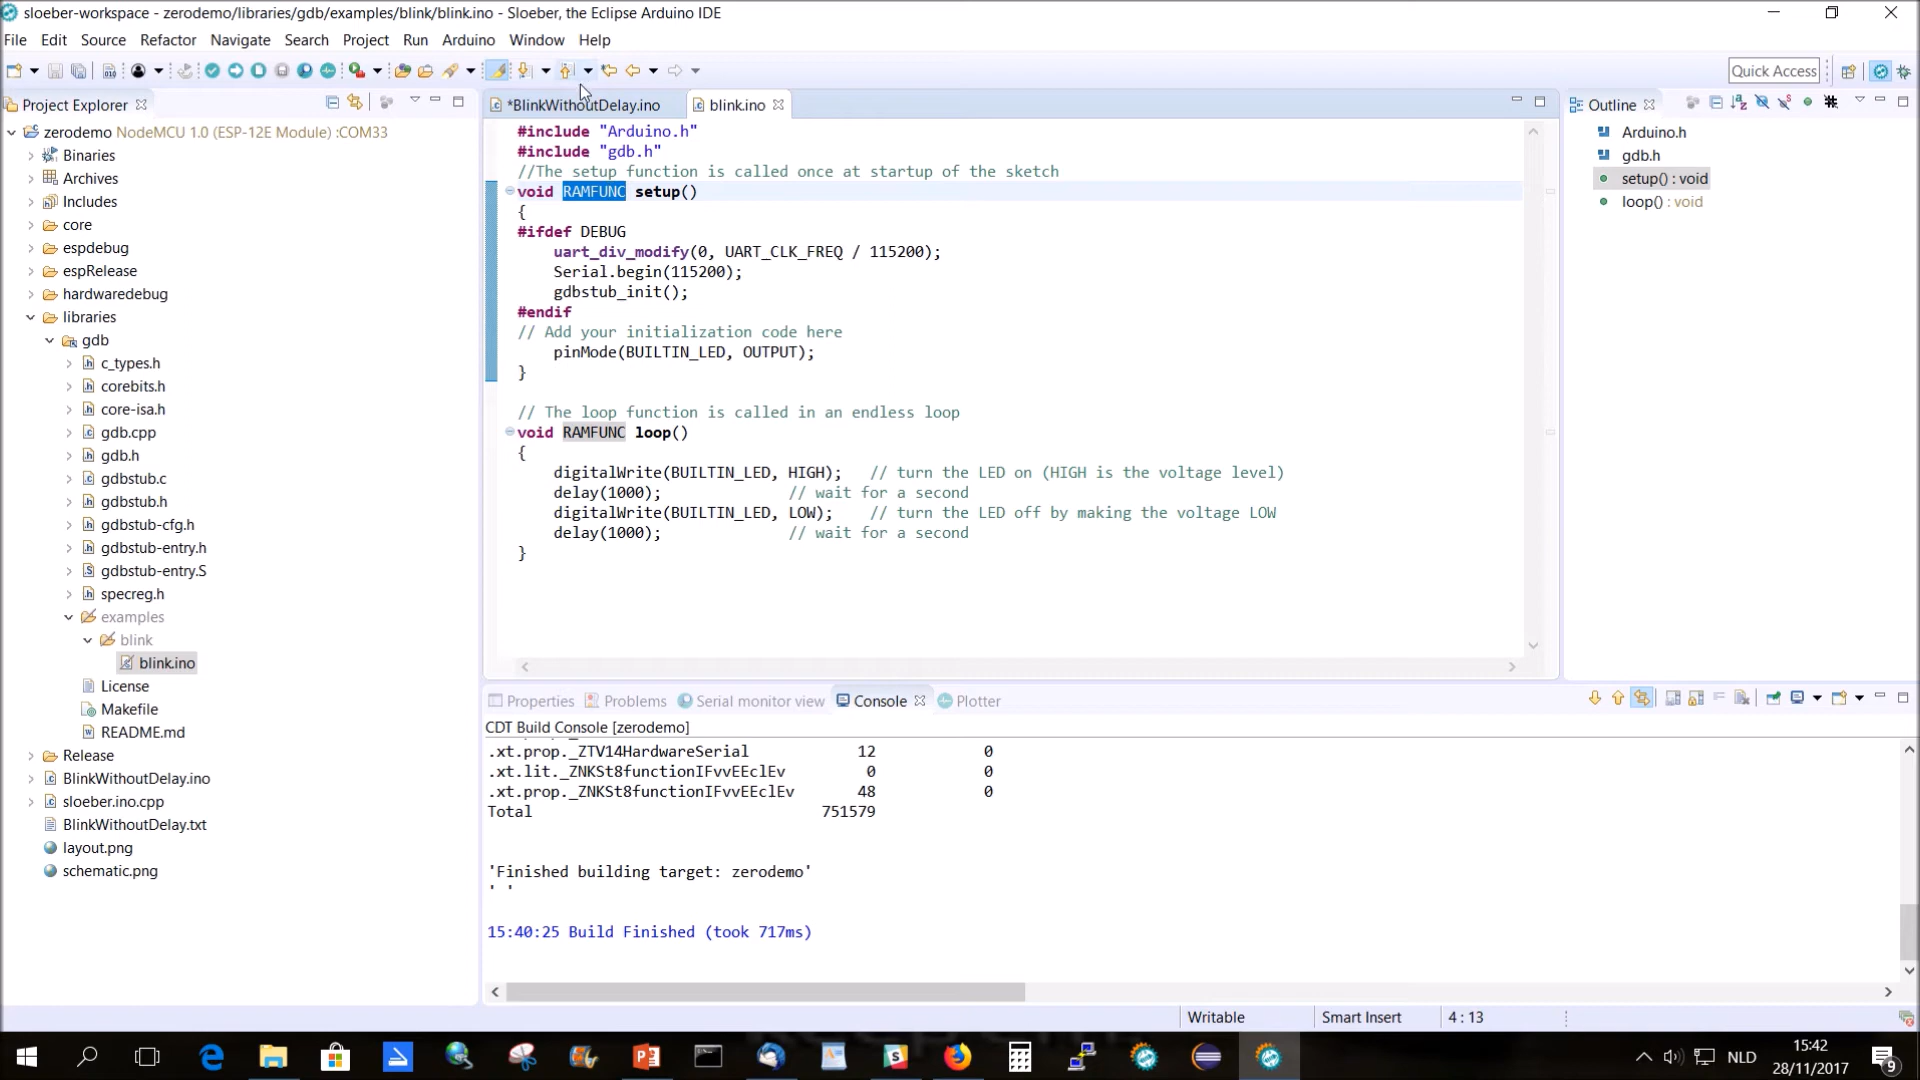 sloeber-workspace - zerodemo/libraries/gdb/examples/blink/blink.ino - Sloeber, the Eclipse Arduino IDE
File Edit Source Refactor Navigate Search Project Run Arduino Window Help
Quick Access
Project Explorer
zerodemo NodeMCU 1.0 (ESP-12E Module) :COM33
Binaries
Archives
Includes
core
espdebug
espRelease
hardwaredebug
libraries
gdb
c_types.h
corebits.h
core-isa.h
gdb.cpp
gdb.h
gdbstub.c
gdbstub.h
gdbstub-cfg.h
gdbstub-entry.h
gdbstub-entry.S
specreg.h
examples
blink
blink.ino
License
Makefile
README.md
Release
BlinkWithoutDelay.ino
sloeber.ino.cpp
BlinkWithoutDelay.txt
layout.png
schematic.png
*BlinkWithoutDelay.ino blink.ino
#include "Arduino.h"
#include "gdb.h"
//The setup function is called once at startup of the sketch
void RAMFUNC setup()
{
#ifdef DEBUG
uart_div_modify(0, UART_CLK_FREQ / 115200);
Serial.begin(115200);
gdbstub_init();
#endif
// Add your initialization code here
pinMode(BUILTIN_LED, OUTPUT);
}
// The loop function is called in an endless loop
void RAMFUNC loop()
{
digitalWrite(BUILTIN_LED, HIGH); // turn the LED on (HIGH is the voltage level)
delay(1000); // wait for a second
digitalWrite(BUILTIN_LED, LOW); // turn the LED off by making the voltage LOW
delay(1000); // wait for a second
}
Outline
Arduino.h
gdb.h
setup() : void
loop() : void
Properties Problems Serial monitor view Console Plotter
CDT Build Console [zerodemo]
.xt.prop._ZTV14HardwareSerial 12 0
.xt.lit._ZNKSt8functionIFvvEEclEv 0 0
.xt.prop._ZNKSt8functionIFvvEEclEv 48 0
Total 751579
'Finished building target: zerodemo'
' '
15:40:25 Build Finished (took 717ms)
Writable Smart Insert 4 : 13
NLD
15:42
28/11/2017
9